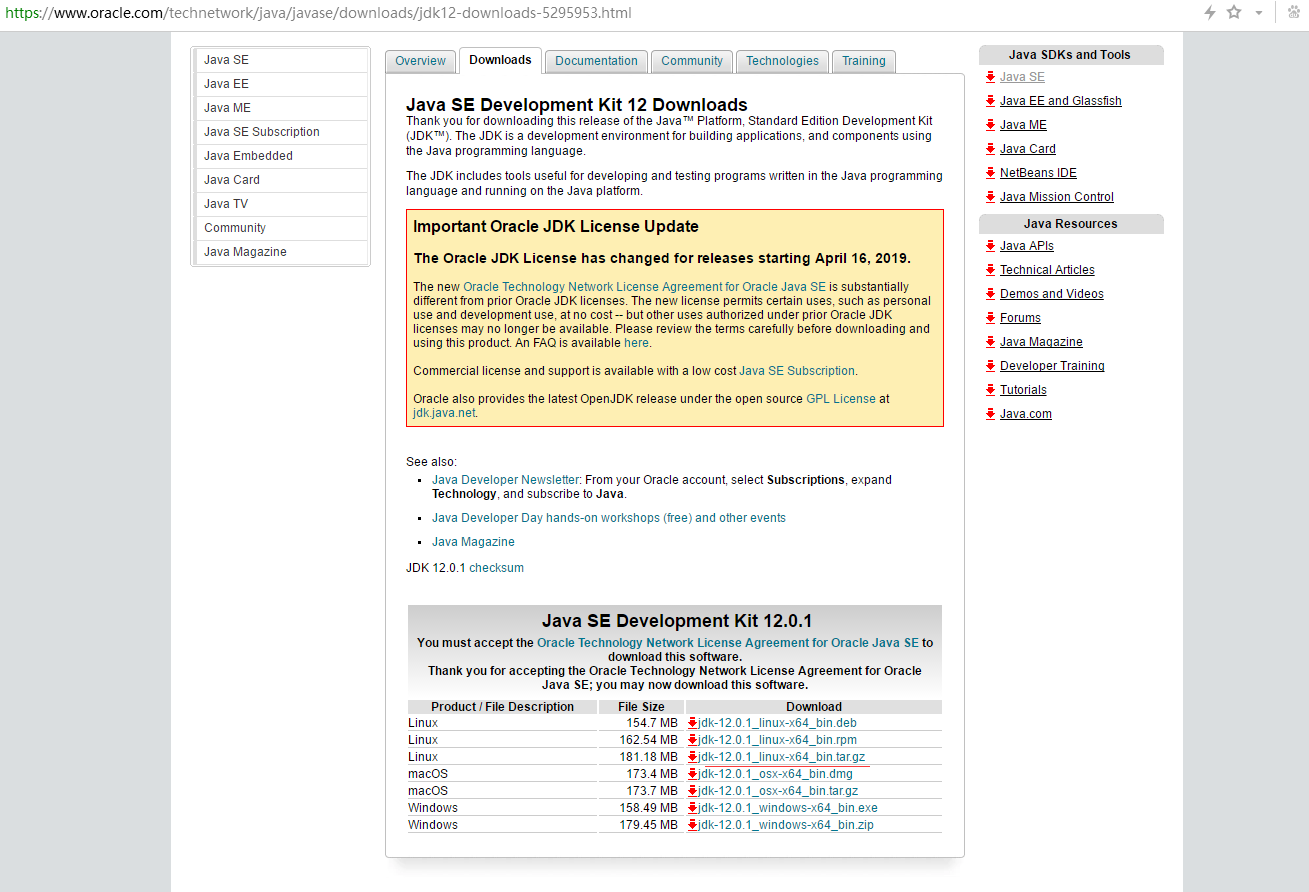 https://www.oracle.com/technetwork/java/javase/downloads/jdk12-downloads-5295953.html
Java SE
Java EE
Java ME
Java SE Subscription
Java Embedded
Java Card
Java TV
Community
Java Magazine
Overview
Downloads
Documentation
Community
Technologies
Training
Java SE Development Kit 12 Downloads
Thank you for downloading this release of the Java™ Platform, Standard Edition Development Kit
(JDK™). The JDK is a development environment for building applications, and components using
the Java programming language.
The JDK includes tools useful for developing and testing programs written in the Java programming
language and running on the Java platform.
Important Oracle JDK License Update
The Oracle JDK License has changed for releases starting April 16, 2019.
The new Oracle Technology Network License Agreement for Oracle Java SE is substantially
different from prior Oracle JDK licenses. The new license permits certain uses, such as personal
use and development use, at no cost -- but other uses authorized under prior Oracle JDK
licenses may no longer be available. Please review the terms carefully before downloading and
using this product. An FAQ is available here.
Commercial license and support is available with a low cost Java SE Subscription.
Oracle also provides the latest OpenJDK release under the open source GPL License at
jdk.java.net.
See also:
Java Developer Newsletter: From your Oracle account, select Subscriptions, expand
Technology, and subscribe to Java.
Java Developer Day hands-on workshops (free) and other events
Java Magazine
JDK 12.0.1 checksum
Java SE Development Kit 12.0.1
You must accept the Oracle Technology Network License Agreement for Oracle Java SE to
download this software.
Thank you for accepting the Oracle Technology Network License Agreement for Oracle
Java SE; you may now download this software.
Product / File Description File Size Download
Linux 154.7 MB jdk-12.0.1_linux-x64_bin.deb
Linux 162.54 MB jdk-12.0.1_linux-x64_bin.rpm
Linux 181.18 MB jdk-12.0.1_linux-x64_bin.tar.gz
macOS 173.4 MB jdk-12.0.1_osx-x64_bin.dmg
macOS 173.7 MB jdk-12.0.1_osx-x64_bin.tar.gz
Windows 158.49 MB jdk-12.0.1_windows-x64_bin.exe
Windows 179.45 MB jdk-12.0.1_windows-x64_bin.zip
Java SDKs and Tools
Java SE
Java EE and Glassfish
Java ME
Java Card
NetBeans IDE
Java Mission Control
Java Resources
Java APIs
Technical Articles
Demos and Videos
Forums
Java Magazine
Developer Training
Tutorials
Java.com